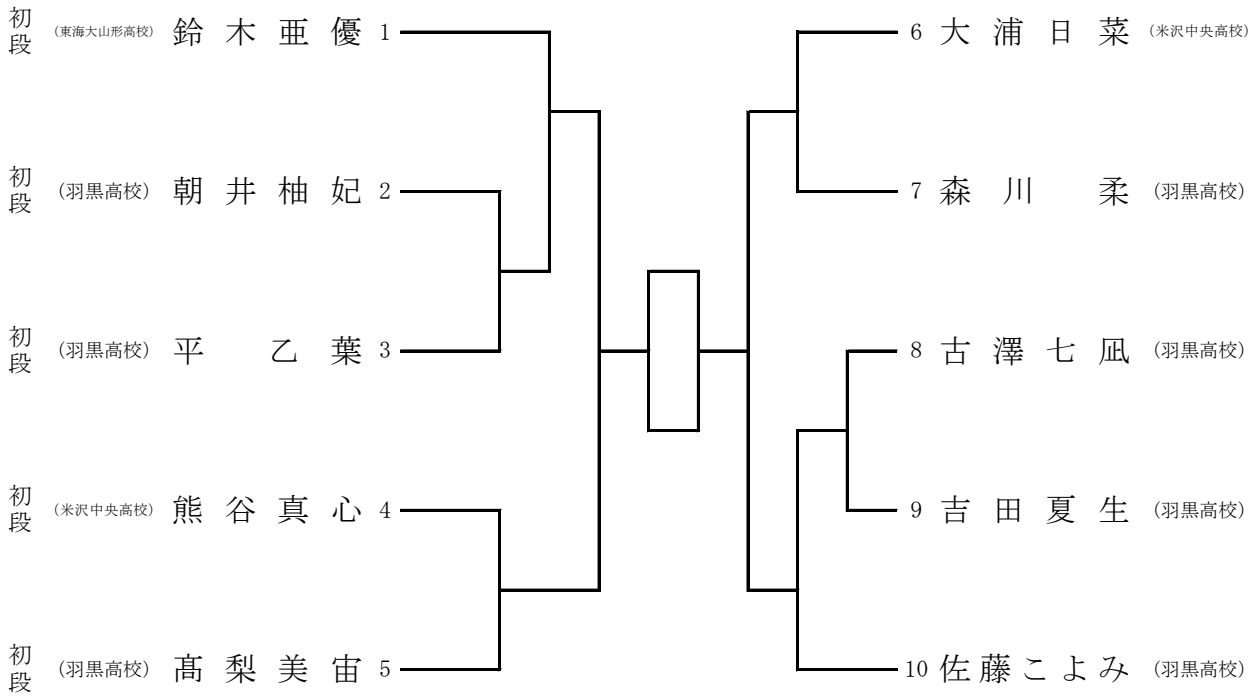 初段 (東海大山形高校) 鈴木亜優 1
初段 (羽黒高校) 朝井柚妃 2
初段 (羽黒高校) 平 乙葉 3
初段 (米沢中央高校) 熊谷真心 4
初段 (羽黒高校) 髙梨美宙 5
6 大浦日菜 (米沢中央高校)
7 森川 柔 (羽黒高校)
8 古澤七凪 (羽黒高校)
9 吉田夏生 (羽黒高校)
10 佐藤こよみ (羽黒高校)